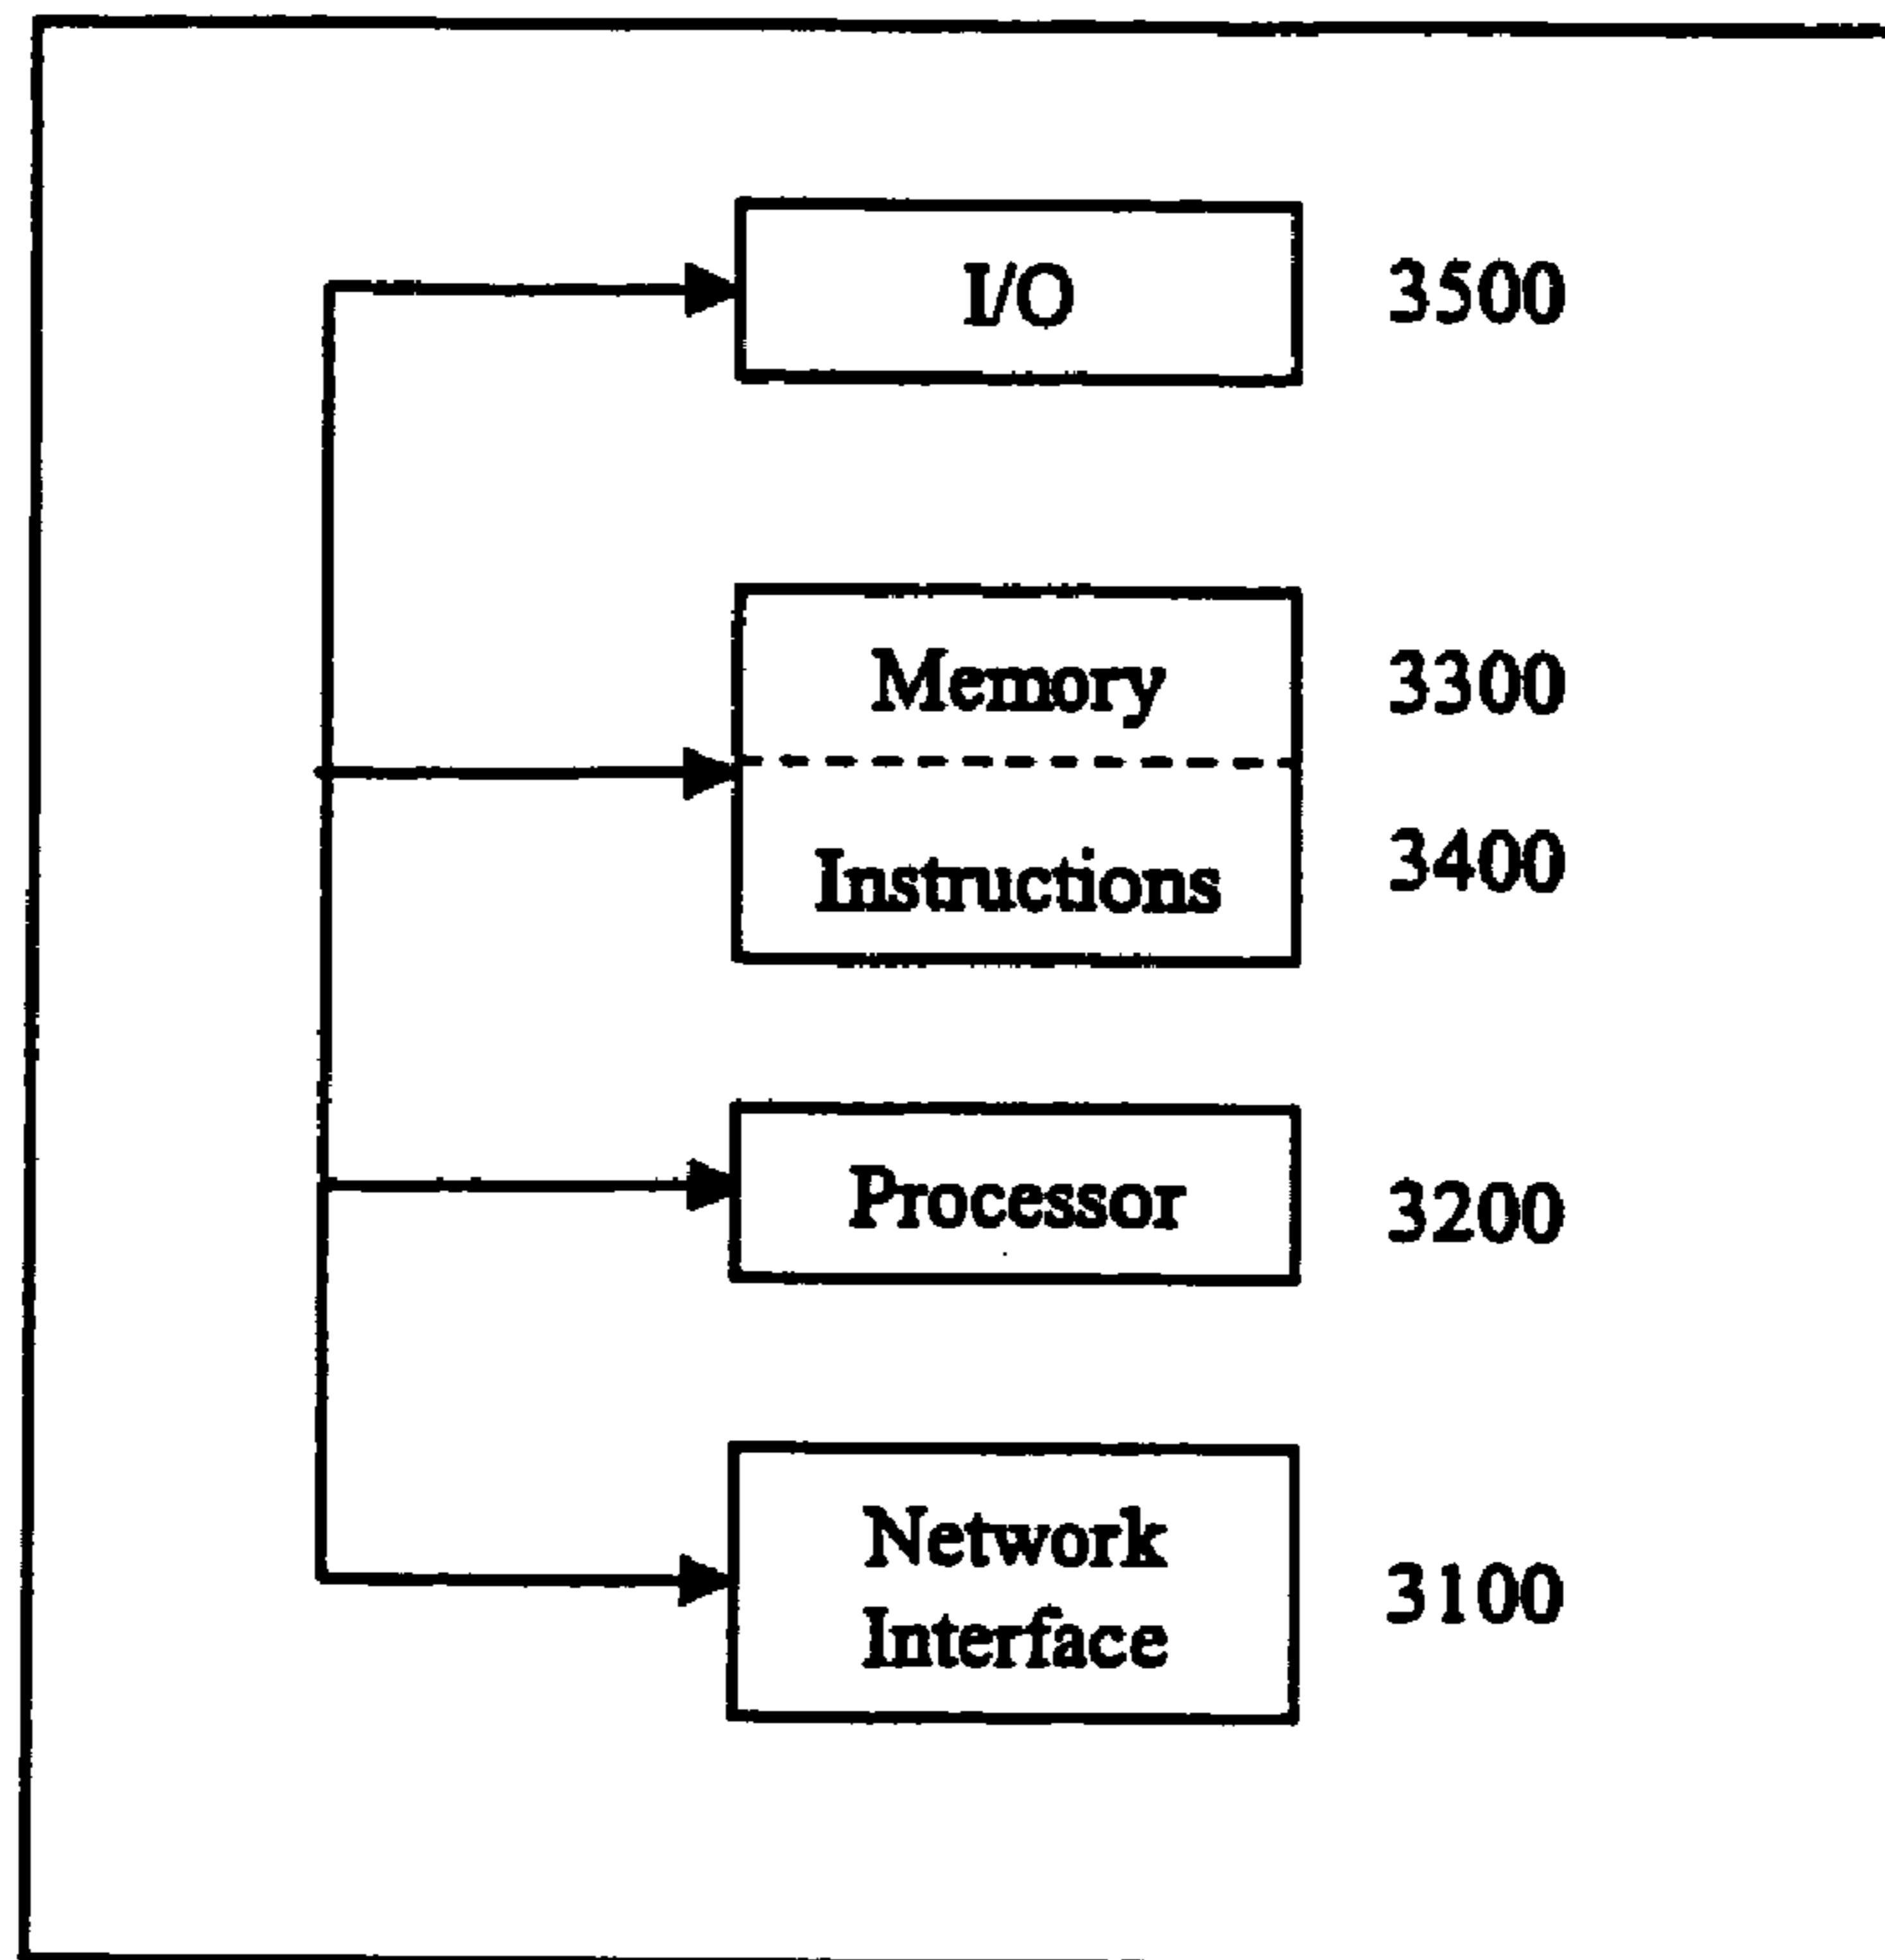 I/O 3500
Memory 3300
Instructions 3400
Processor 3200
Network
Interface
3100